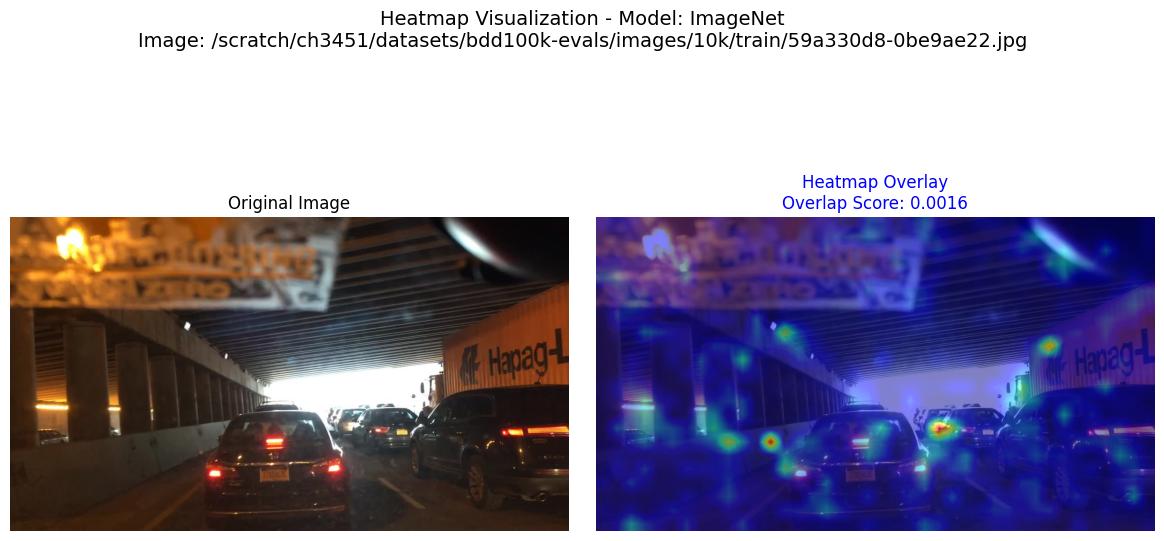 Heatmap Visualization - Model: ImageNet
Image: /scratch/ch3451/datasets/bdd100k-evals/images/10k/train/59a330d8-0be9ae22.jpg
Original Image
Heatmap Overlay
Overlap Score: 0.0016
Hapag-L
Hapag-L